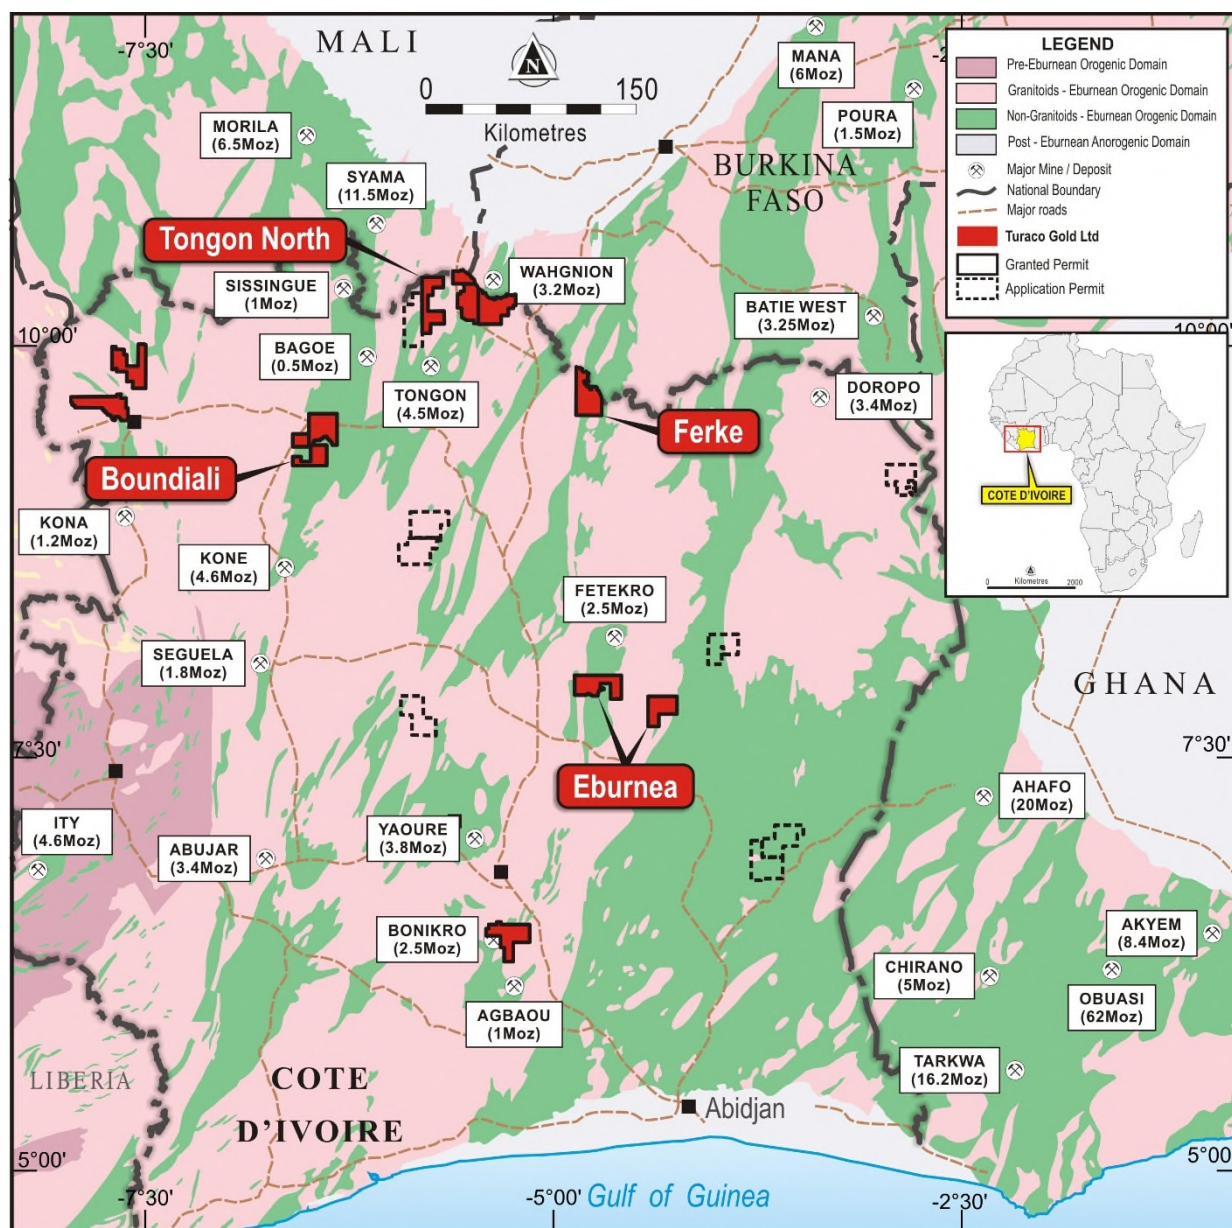 -7°30'
MALI
N
0
150
Kilometres
MANA
(6Moz)
POURA
(1.5Moz)
BURKINA
FASO
LEGEND
Pre-Eburnean Orogenic Domain
Granitoids - Eburnean Orogenic Domain
Non-Granitoids - Eburnean Orogenic Domain
Post - Eburnean Anorogenic Domain
Major Mine / Deposit
National Boundary
Major roads
Turaco Gold Ltd
Granted Permit
Application Permit
MORILA
(6.5Moz)
SYAMA
(11.5Moz)
Tongon North
SISSINGUE
(1Moz)
WAHGNION
(3.2Moz)
BATIE WEST
(3.25Moz)
10°00'
10°00'
BAGOE
(0.5Moz)
TONGON
(4.5Moz)
DOROPO
(3.4Moz)
Ferke
Boundiali
COTE D'IVOIRE
0
Kilometres
2000
N
KONA
(1.2Moz)
KONE
(4.6Moz)
FETEKRO
(2.5Moz)
SEGUELA
(1.8Moz)
GHANA
7°30'
7°30'
Eburnea
AHAFO
(20Moz)
ITY
(4.6Moz)
ABUJAR
(3.4Moz)
YAOURE
(3.8Moz)
BONIKRO
(2.5Moz)
AGBAOU
(1Moz)
AKYEM
(8.4Moz)
CHIRANO
(5Moz)
OBUASI
(62Moz)
TARKWA
(16.2Moz)
LIBERIA
COTE
D'IVOIRE
Abidjan
5°00'
5°00'
-7°30'
-5°00'
Gulf of Guinea
-2°30'